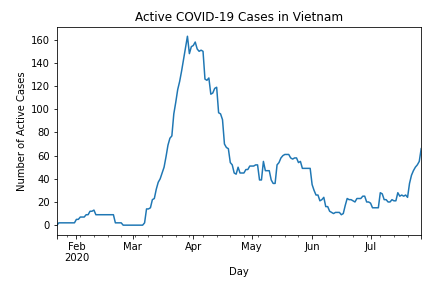 Active COVID-19 Cases in Vietnam
Number of Active Cases
160
140
120
100
80
60
40
20
0
Feb Mar Apr May Jun Jul
2020
Day